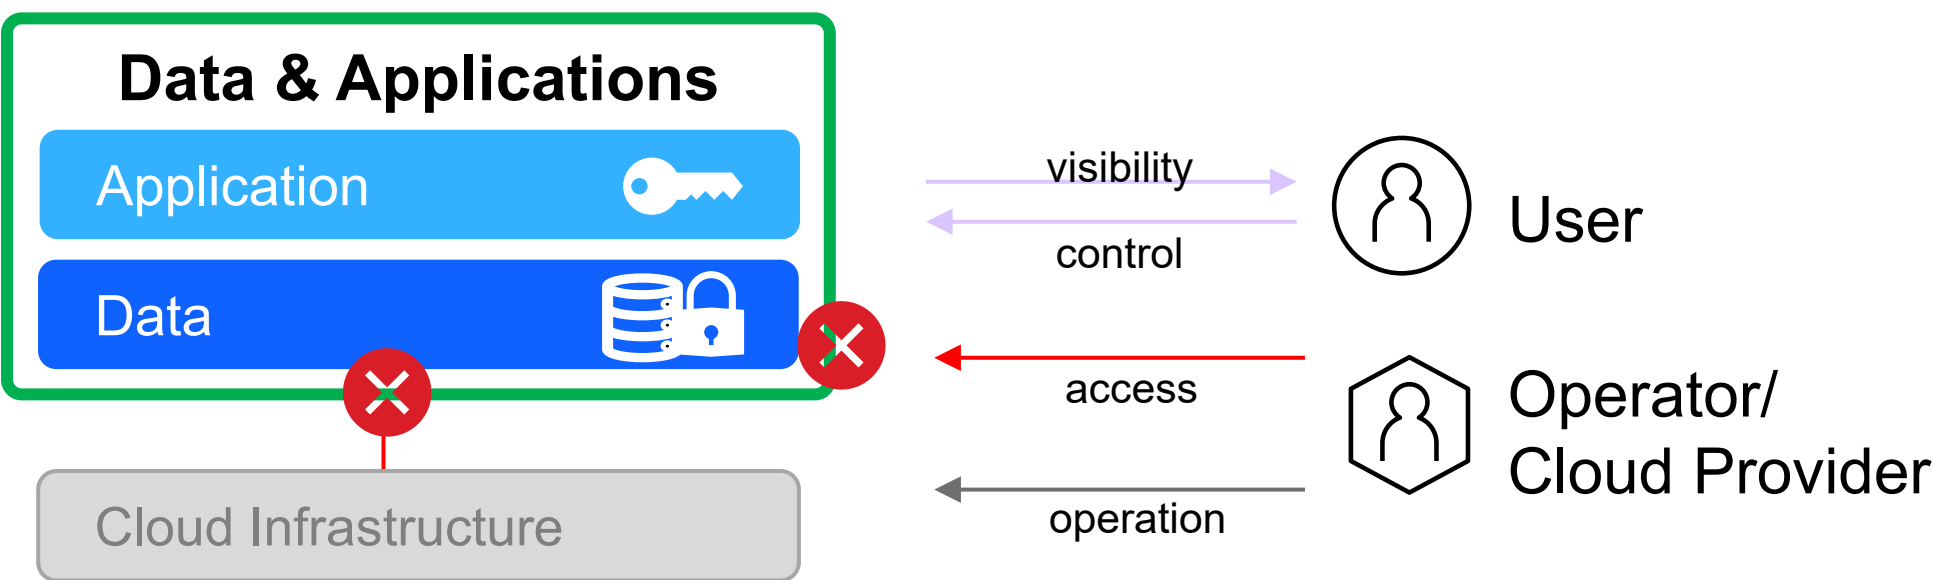 Data & Applications
Application
Data
Cloud Infrastructure
visibility
control
access
operation
User
Operator/
Cloud Provider